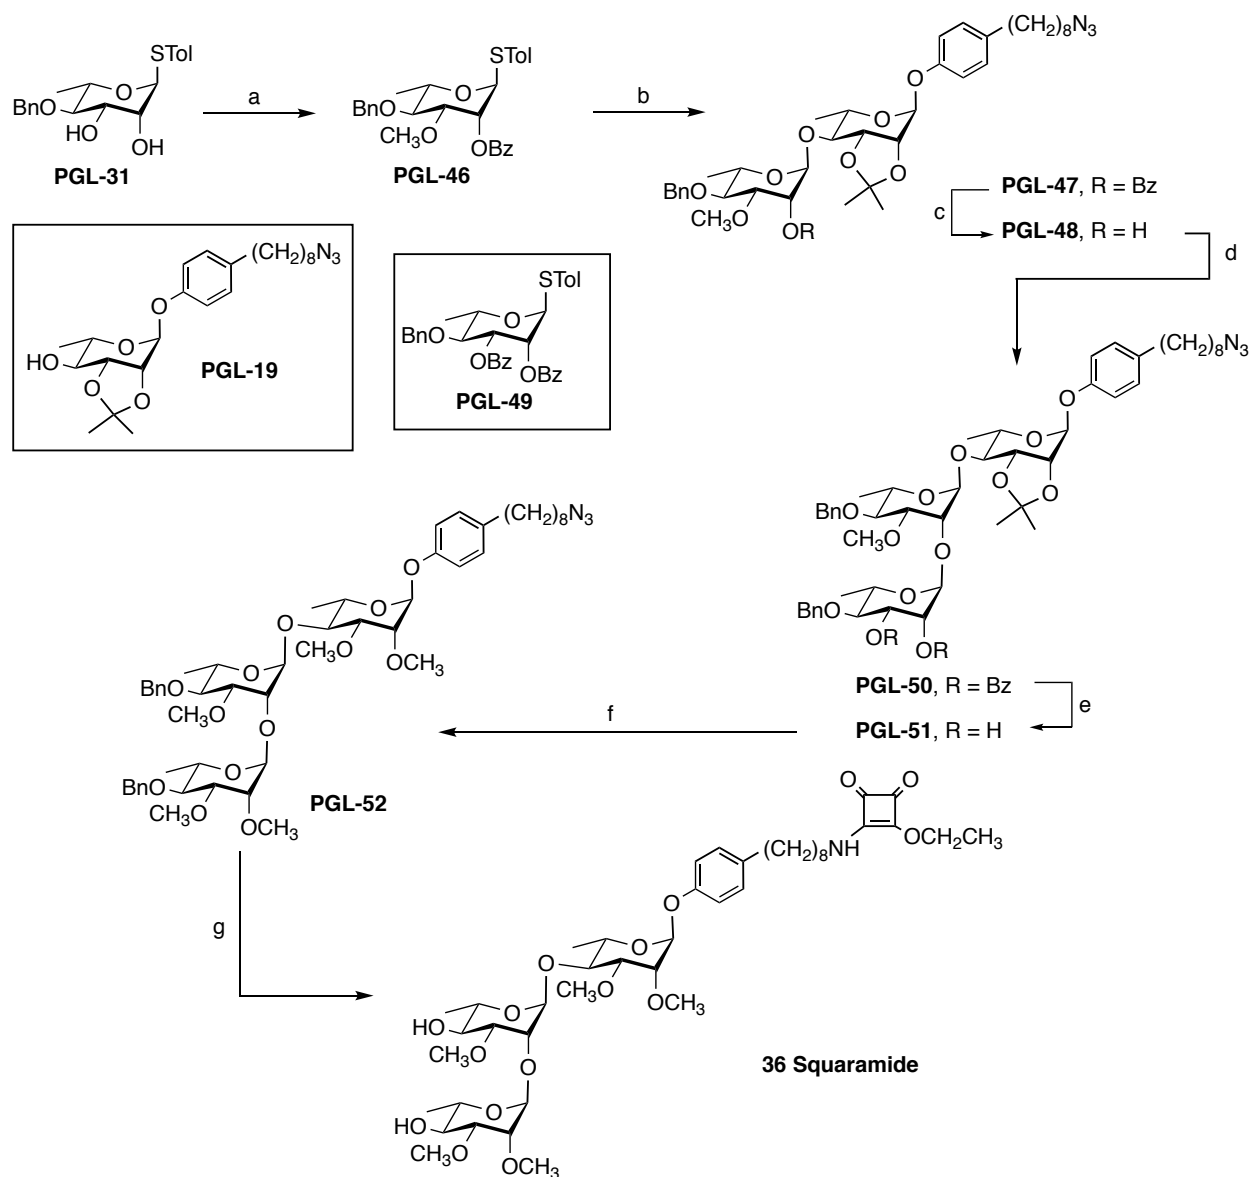 STol
O
BnO
HO
OH
PGL-31
a
STol
O
BnO
CH₃O
OBz
PGL-46
b
(CH₂)₈N₃
O
O
O
O
O
O
BnO
CH₃O
OR
PGL-47, R = Bz
c
PGL-48, R = H
d
(CH₂)₈N₃
O
O
HO
O
O
PGL-19
STol
O
BnO
OBz
OBz
PGL-49
(CH₂)₈N₃
O
O
O
O
O
O
BnO
CH₃O
O
O
BnO
OR
OR
PGL-50, R = Bz
e
PGL-51, R = H
f
(CH₂)₈N₃
O
O
O
CH₃O
OCH₃
O
BnO
CH₃O
O
O
BnO
CH₃O
OCH₃
PGL-52
g
O
O
(CH₂)₈NH
OCH₂CH₃
O
O
O
CH₃O
OCH₃
O
HO
CH₃O
O
O
HO
CH₃O
OCH₃
36 Squaramide